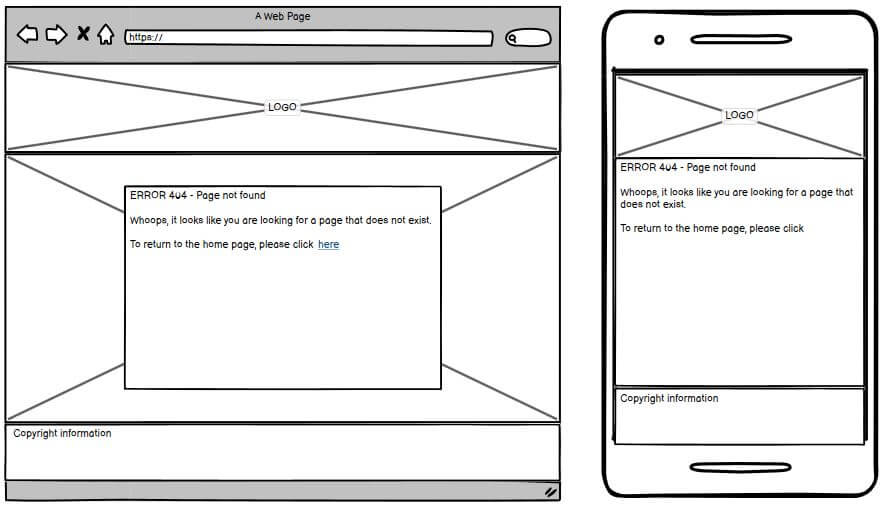 A Web Page
https://
LOGO
ERROR 404 - Page not found
Whoops, it looks like you are looking for a page that does not exist.
To return to the home page, please click here
Copyright information
LOGO
ERROR 404 - Page not found
Whoops, it looks like you are looking for a page that
does not exist.
To return to the home page, please click
Copyright information